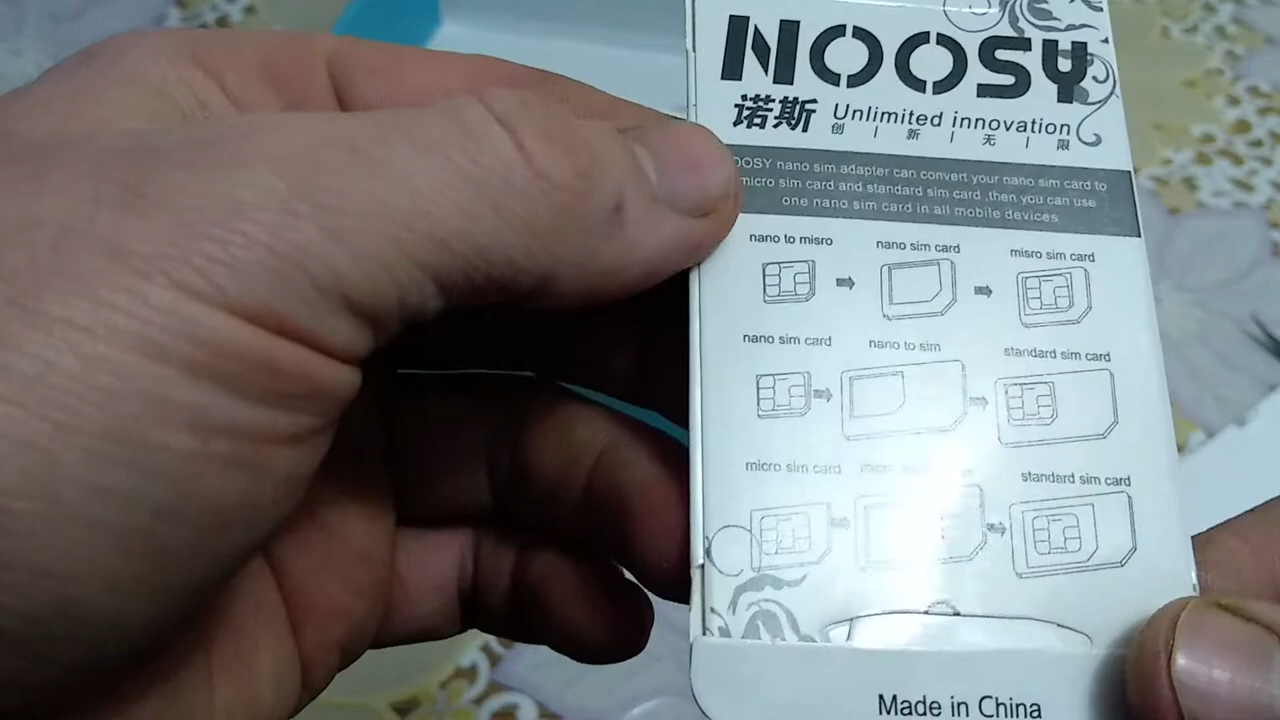 NOOSY
诺斯 Unlimited innovation
创 | 新 | 无 | 限
OOSY nano sim adapter can convert your nano sim card to
micro sim card and standard sim card ,then you can use
one nano sim card in all mobile devices
nano to misro nano sim card misro sim card
nano sim card nano to sim standard sim card
micro sim card standard sim card
Made in China